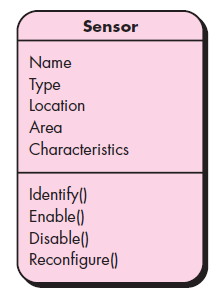 Sensor
Name
Type
Location
Area
Characteristics
Identify()
Enable()
Disable()
Reconfigure()